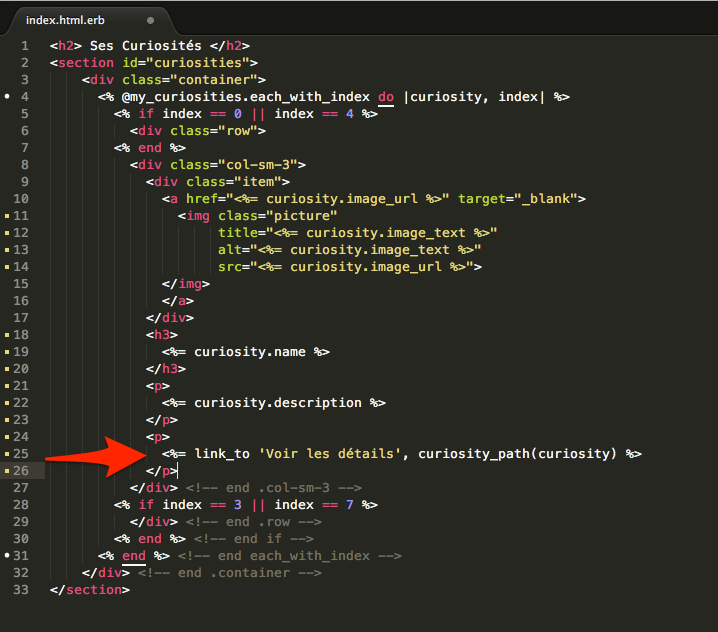 index.html.erb
1 <h2> Ses Curiosités </h2>
2 <section id="curiosities">
3 <div class="container">
4 <% @my_curiosities.each_with_index do |curiosity, index| %>
5 <% if index == 0 || index == 4 %>
6 <div class="row">
7 <% end %>
8 <div class="col-sm-3">
9 <div class="item">
10 <a href="<%= curiosity.image_url %>" target="_blank">
11 <img class="picture"
12 title="<%= curiosity.image_text %>"
13 alt="<%= curiosity.image_text %>"
14 src="<%= curiosity.image_url %>">
15 </img>
16 </a>
17 </div>
18 <h3>
19 <%= curiosity.name %>
20 </h3>
21 <p>
22 <%= curiosity.description %>
23 </p>
24 <p>
25 <%= link_to 'Voir les détails', curiosity_path(curiosity) %>
26 </p>
27 </div> <!-- end .col-sm-3 -->
28 <% if index == 3 || index == 7 %>
29 </div> <!-- end .row -->
30 <% end %> <!-- end if -->
31 <% end %> <!-- end each_with_index -->
32 </div> <!-- end .container -->
33 </section>